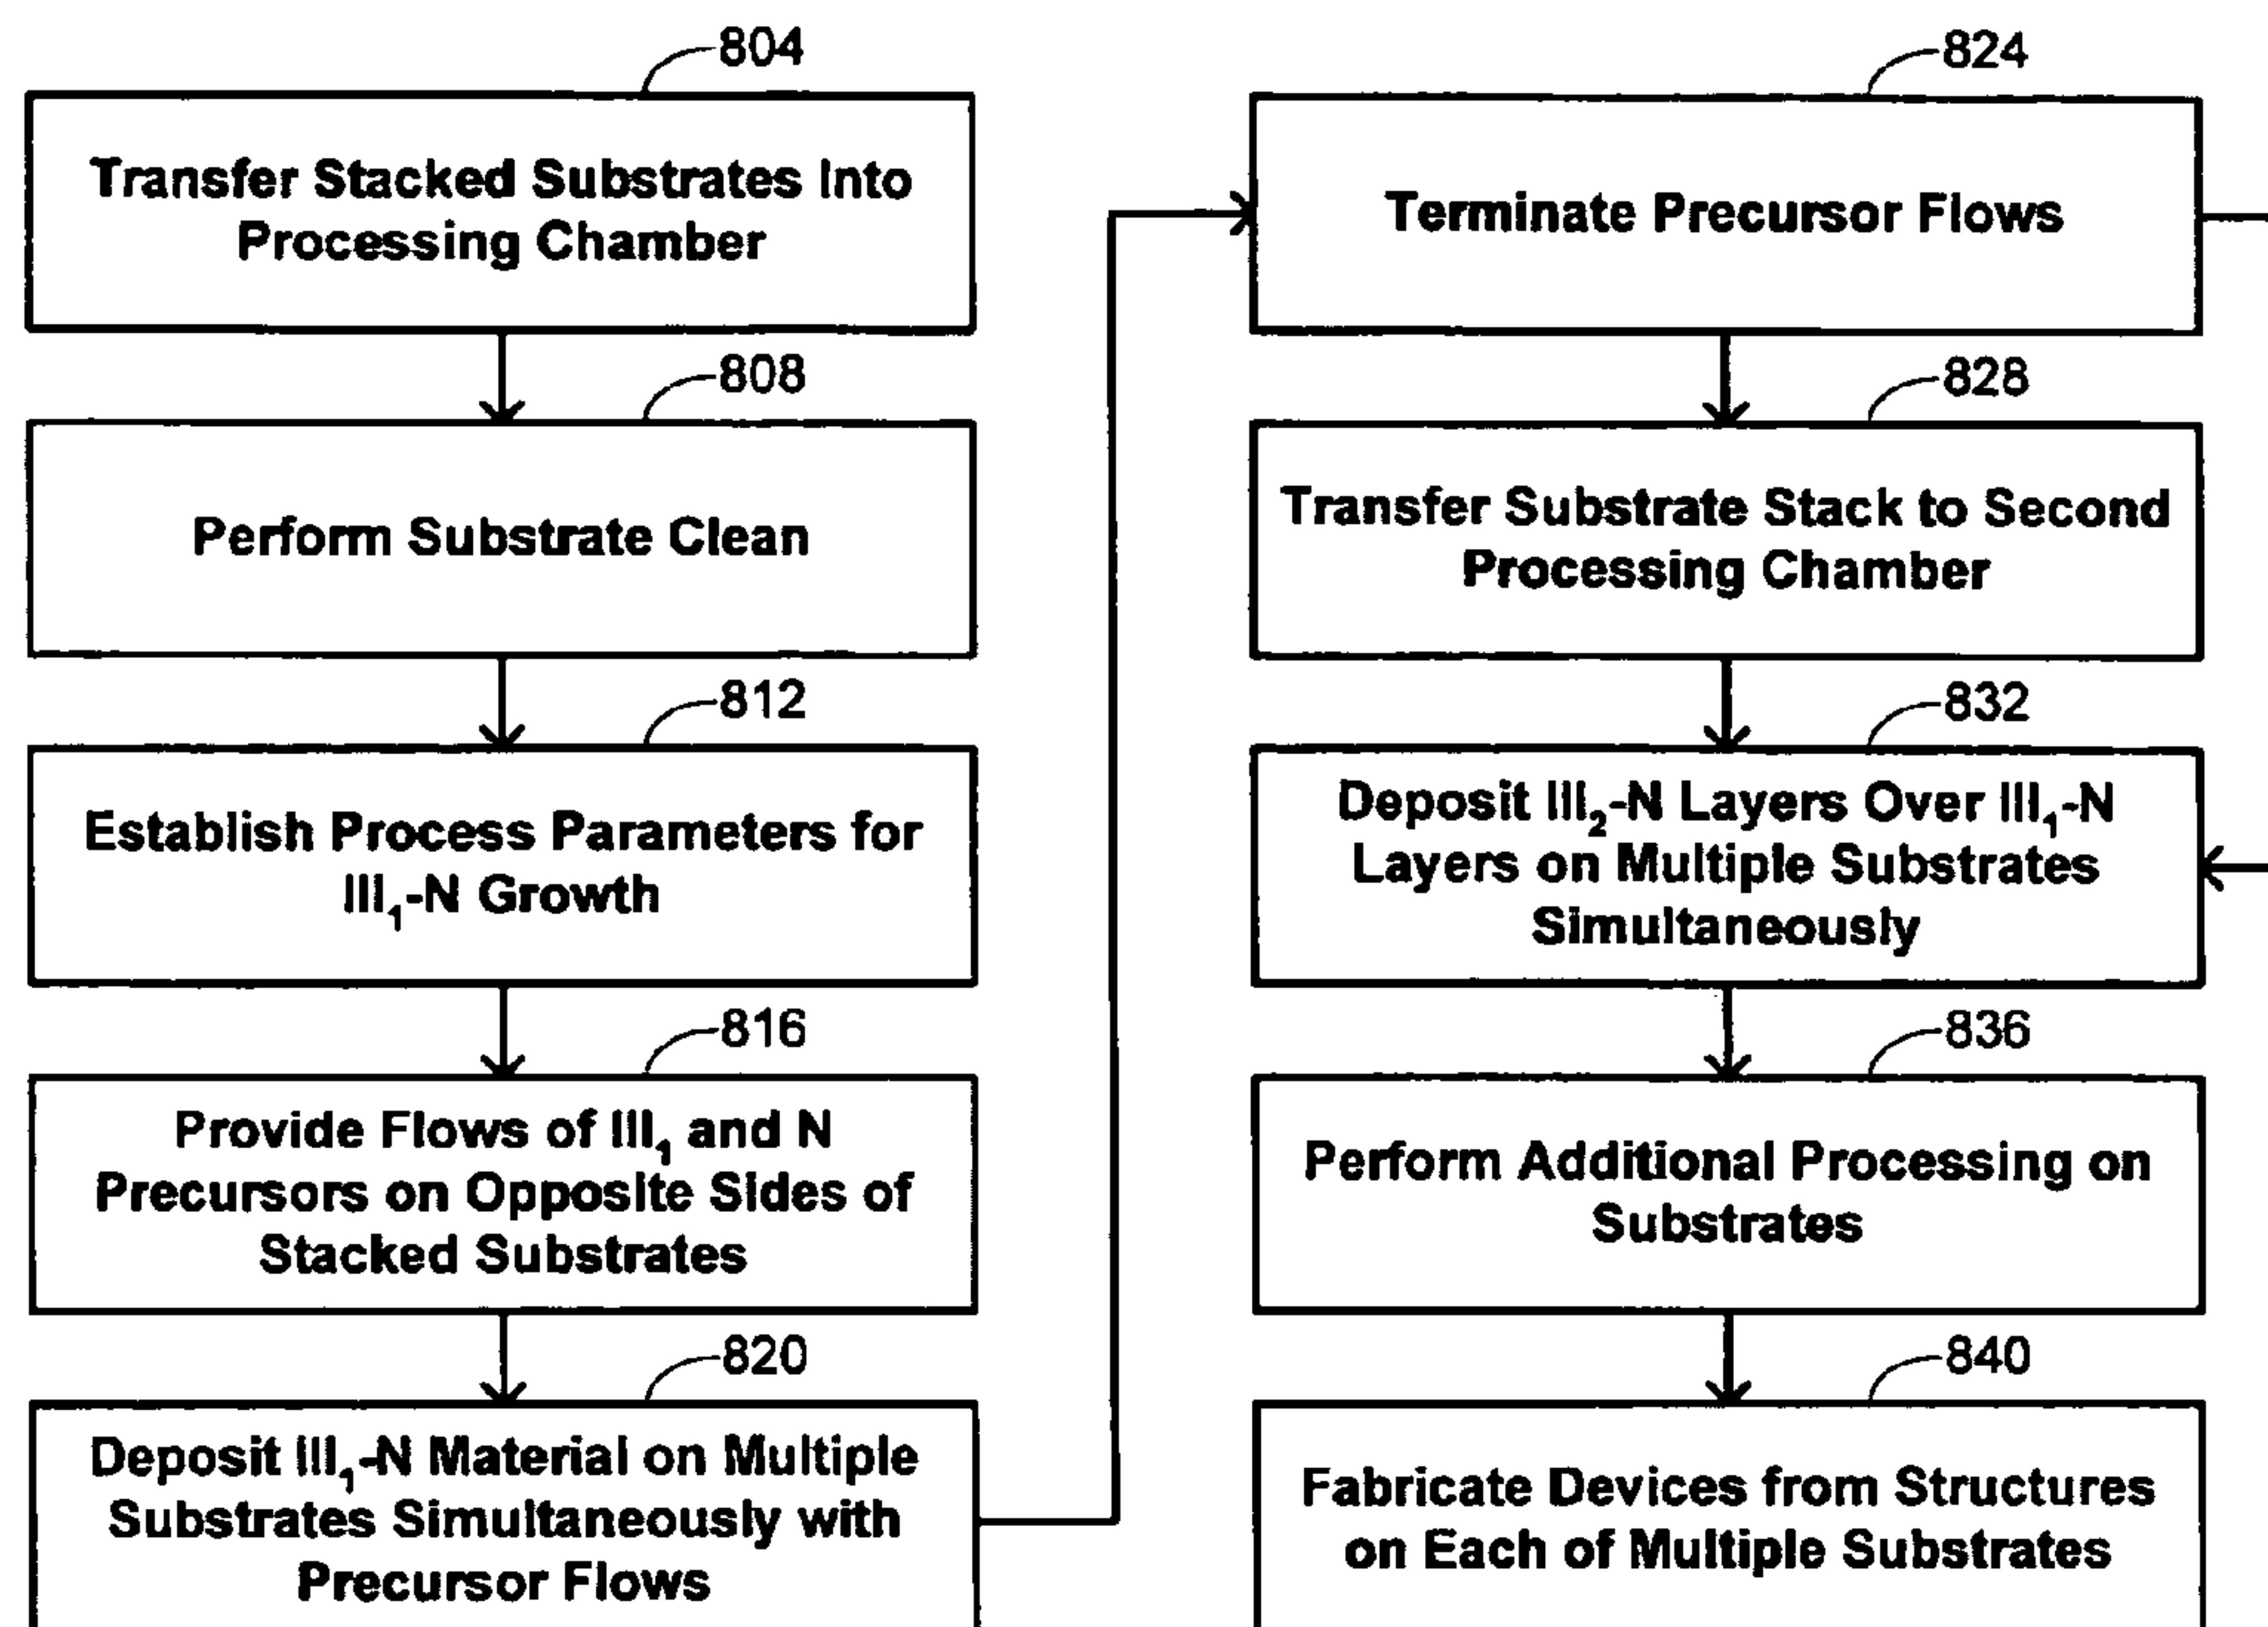 804
Transfer Stacked Substrates Into
Processing Chamber
808
Perform Substrate Clean
812
Establish Process Parameters for
III₁-N Growth
816
Provide Flows of III₁ and N
Precursors on Opposite Sides of
Stacked Substrates
820
Deposit III₁-N Material on Multiple
Substrates Simultaneously with
Precursor Flows
824
Terminate Precursor Flows
828
Transfer Substrate Stack to Second
Processing Chamber
832
Deposit III₂-N Layers Over III₁-N
Layers on Multiple Substrates
Simultaneously
836
Perform Additional Processing on
Substrates
840
Fabricate Devices from Structures
on Each of Multiple Substrates